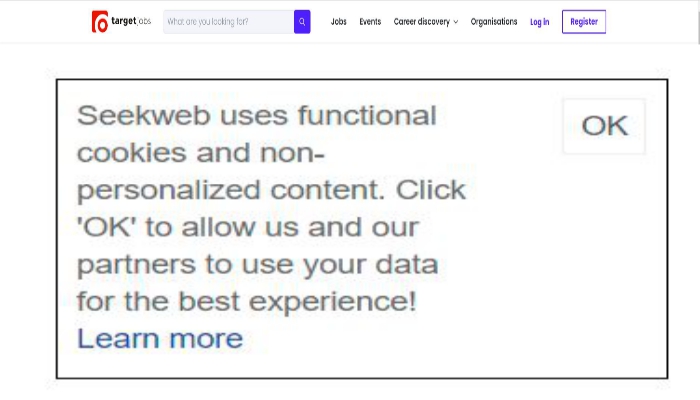 targetjobs What are you looking for? Jobs Events Career discovery Organisations Log in Register
Seekweb uses functional
cookies and non-
personalized content. Click
'OK' to allow us and our
partners to use your data
for the best experience!
Learn more
OK